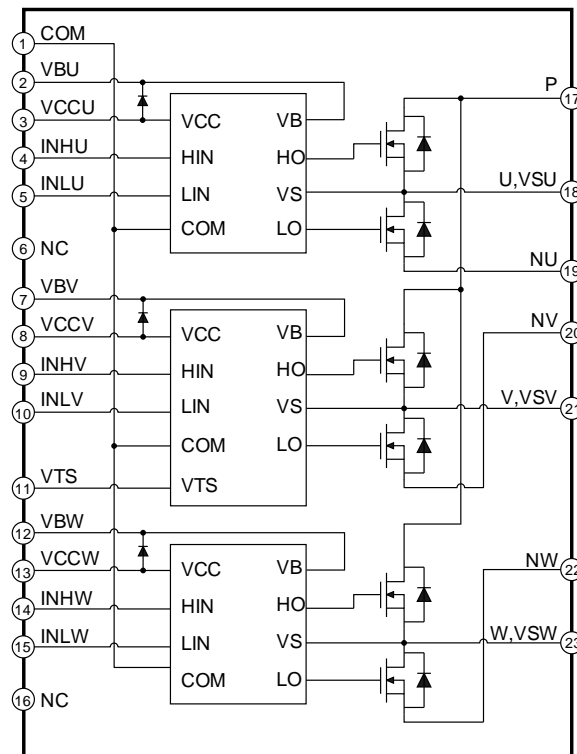 1 COM
2 VBU
3 VCCU
4 INHU
5 INLU
6 NC
7 VBV
8 VCCV
9 INHV
10 INLV
11 VTS
12 VBW
13 VCCW
14 INHW
15 INLW
16 NC
VCC VB
HIN HO
LIN VS
COM LO
VCC VB
HIN HO
LIN VS
COM LO
VTS
VCC VB
HIN HO
LIN VS
COM LO
P 17
U,VSU 18
NU 19
NV 20
V,VSV 21
NW 22
W,VSW 23